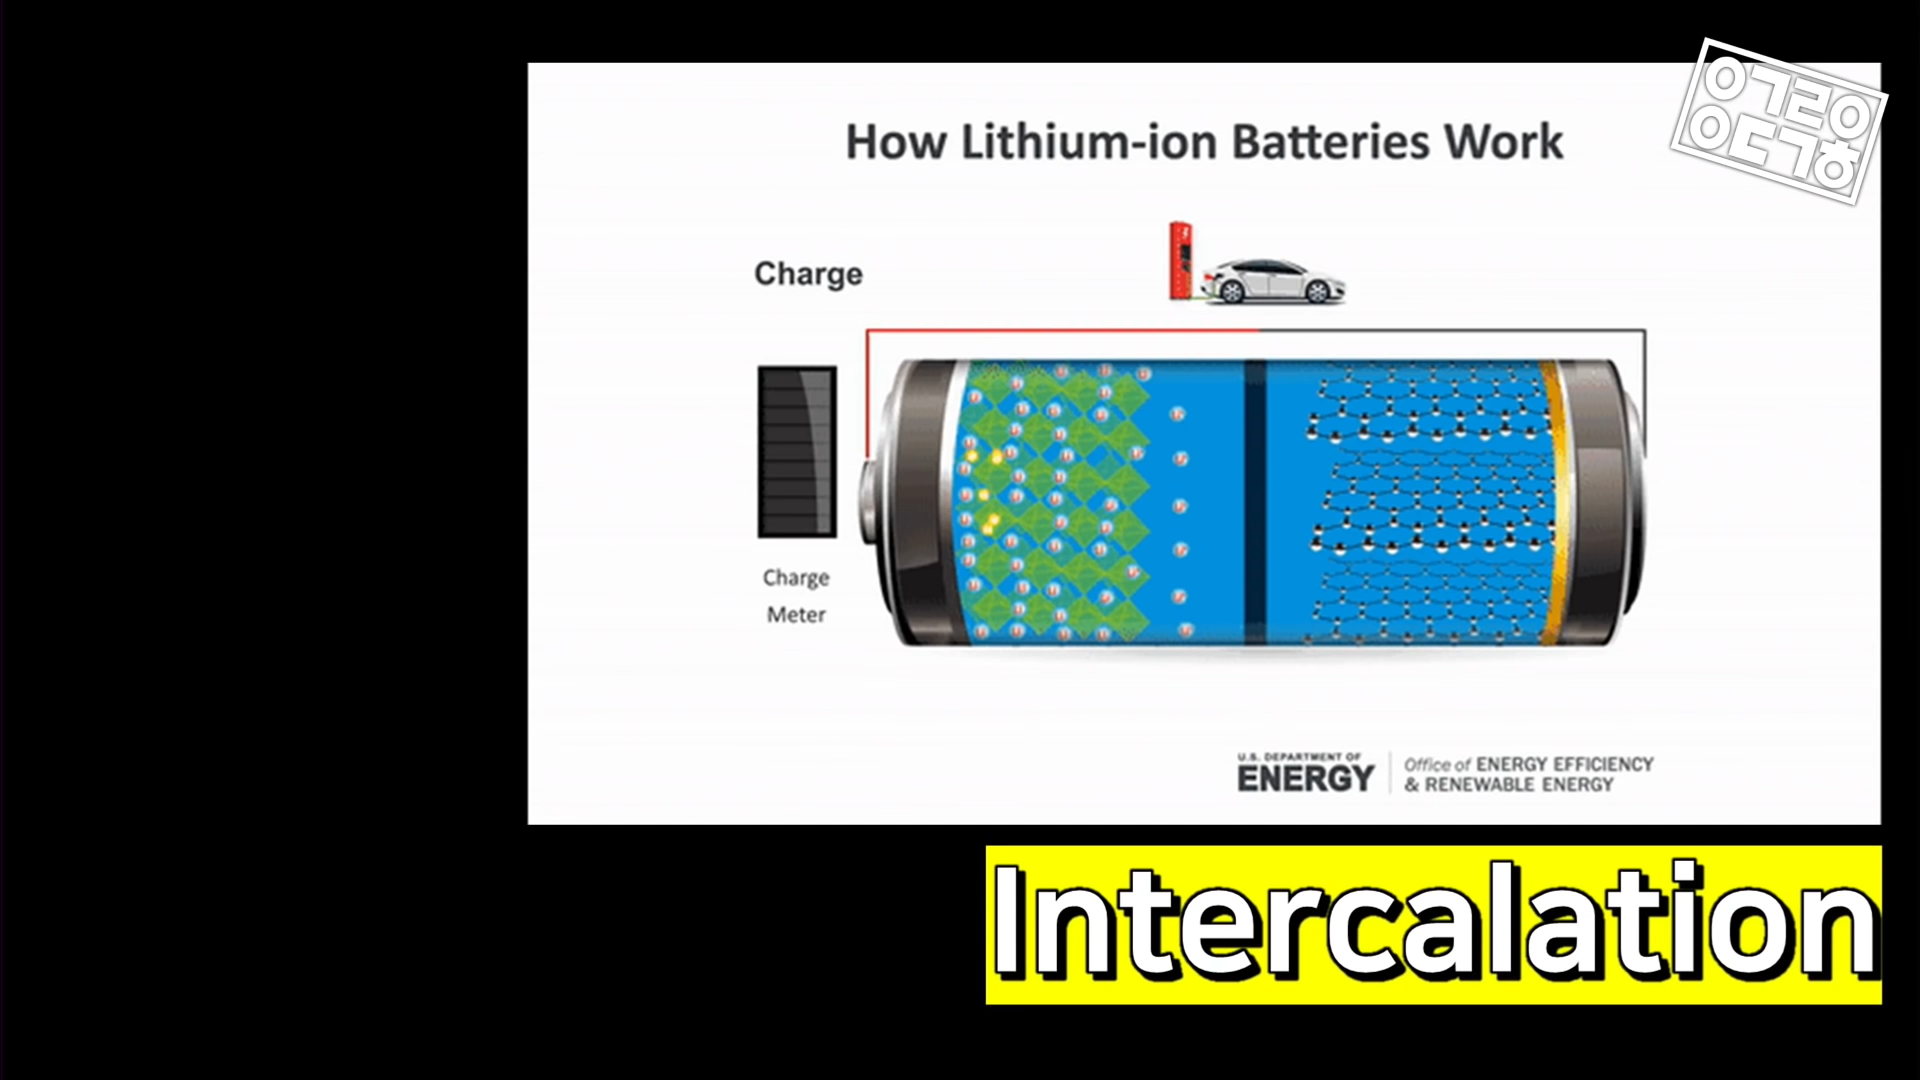 How Lithium-ion Batteries Work
Charge
Charge
Meter
U.S. DEPARTMENT OF
ENERGY
Office of ENERGY EFFICIENCY
& RENEWABLE ENERGY
Intercalation